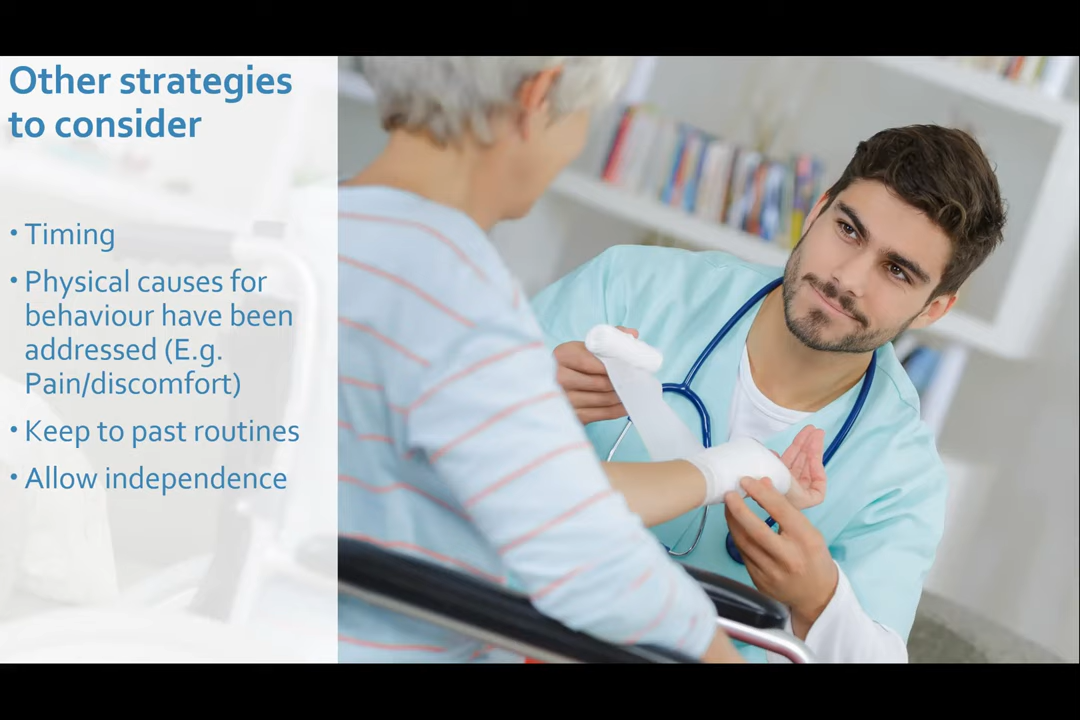 Other strategies
to consider
• Timing
• Physical causes for
behaviour have been
addressed (E.g.
Pain/discomfort)
• Keep to past routines
• Allow independence